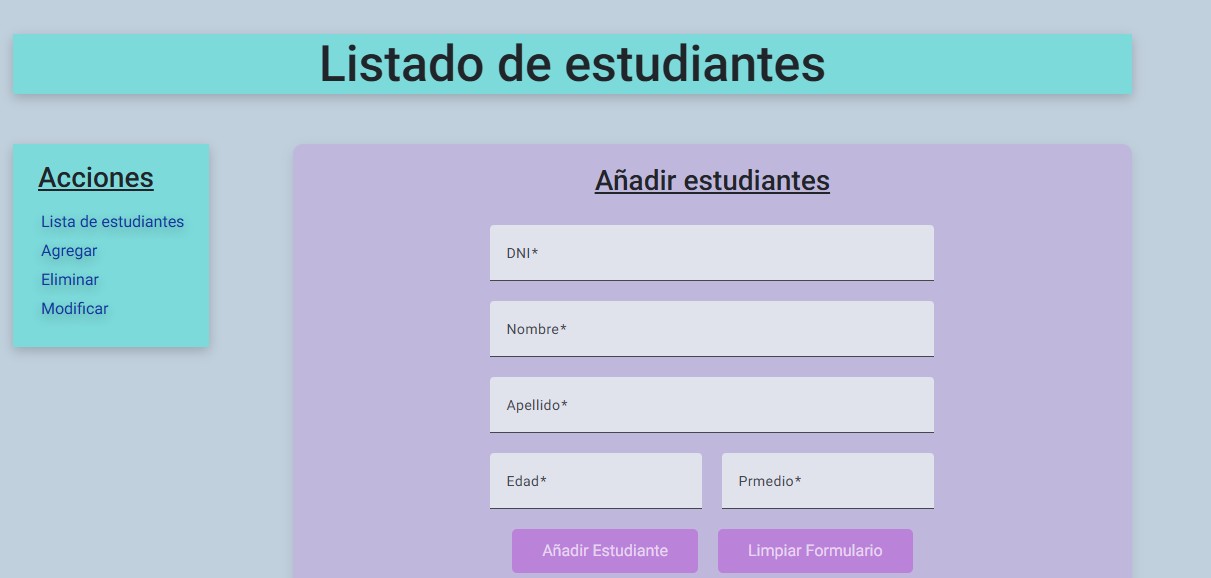 Listado de estudiantes
Acciones
Lista de estudiantes
Agregar
Eliminar
Modificar
Añadir estudiantes
DNI*
Nombre*
Apellido*
Edad*
Prmedio*
Añadir Estudiante
Limpiar Formulario